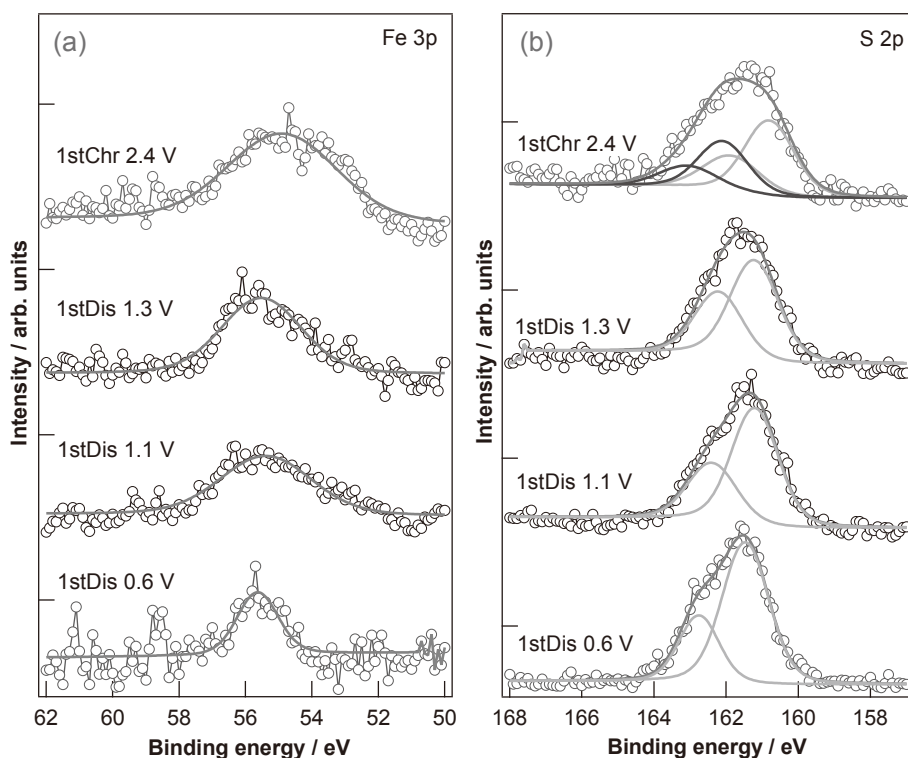 (a)
Fe 3p
1stChr 2.4 V
1stDis 1.3 V
1stDis 1.1 V
1stDis 0.6 V
Intensity / arb. units
62 60 58 56 54 52 50
Binding energy / eV
(b)
S 2p
1stChr 2.4 V
1stDis 1.3 V
1stDis 1.1 V
1stDis 0.6 V
Intensity / arb. units
168 166 164 162 160 158
Binding energy / eV